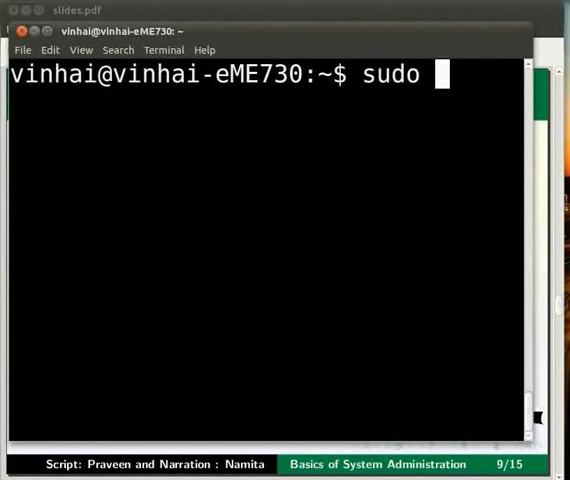 slides.pdf
vinhai@vinhai-eME730: ~
File Edit View Search Terminal Help
vinhai@vinhai-eME730:~$ sudo
Script: Praveen and Narration : Namita Basics of System Administration 9/15